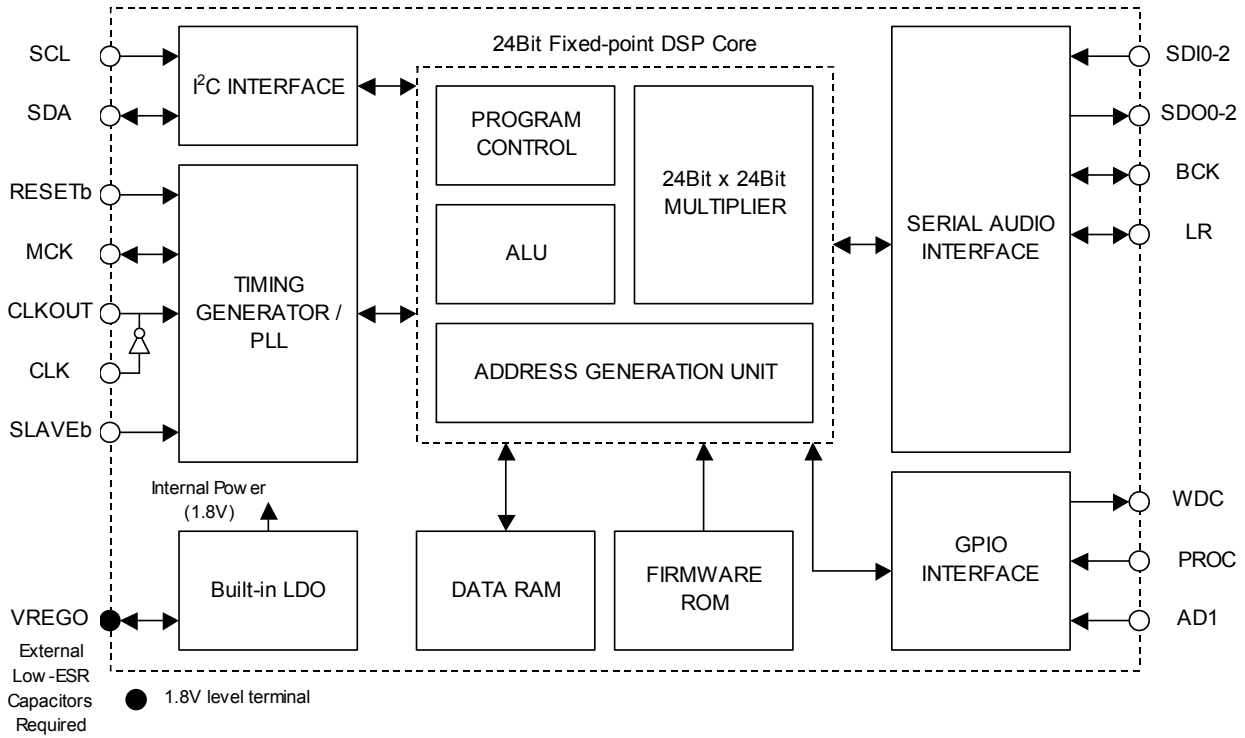 24Bit Fixed-point DSP Core
SCL
SDA
I²C INTERFACE
RESETb
MCK
CLKOUT
CLK
SLAVEb
TIMING
GENERATOR /
PLL
PROGRAM
CONTROL
ALU
24Bit x 24Bit
MULTIPLIER
ADDRESS GENERATION UNIT
SERIAL AUDIO
INTERFACE
SDI0-2
SDO0-2
BCK
LR
Internal Power
(1.8V)
Built-in LDO
DATA RAM
FIRMWARE
ROM
GPIO
INTERFACE
WDC
PROC
AD1
VREGO
External
Low-ESR
Capacitors
Required
1.8V level terminal